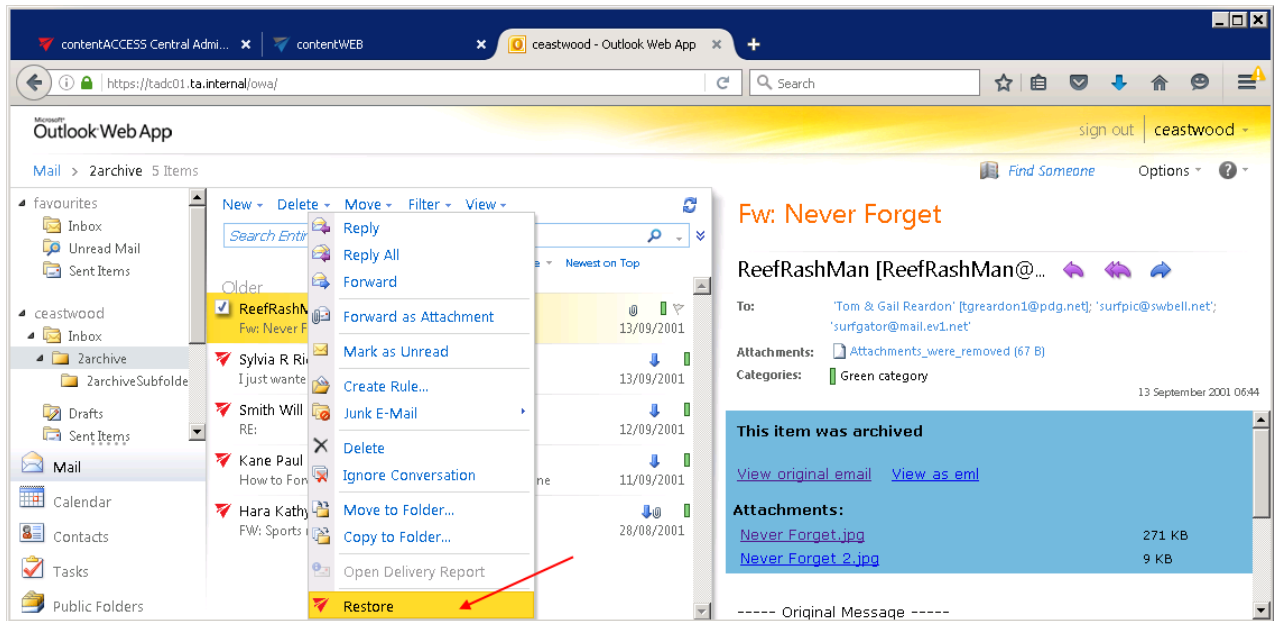 contentACCESS Central Admi...
contentWEB
ceastwood - Outlook Web App
https://tadc01.ta.internal/owa/
Search
Microsoft®
Outlook Web App
sign out
ceastwood
Mail > 2archive 5 Items
Find Someone
Options
favourites
Inbox
Unread Mail
Sent Items
ceastwood
Inbox
2archive
2archiveSubfolde
Drafts
Sent Items
Mail
Calendar
Contacts
Tasks
Public Folders
New Delete Move Filter View
Search Entir
Newest on Top
Older
ReefRashM
Fw: Never F
13/09/2001
Sylvia R Ri
I just wante
13/09/2001
Smith Will
RE:
12/09/2001
Kane Paul
How to Fon
ne
11/09/2001
Hara Kathy
FW: Sports
28/08/2001
Reply
Reply All
Forward
Forward as Attachment
Mark as Unread
Create Rule...
Junk E-Mail
Delete
Ignore Conversation
Move to Folder...
Copy to Folder...
Open Delivery Report
Restore
Fw: Never Forget
ReefRashMan [ReefRashMan@...
To: 'Tom & Gail Reardon' [tgreardon1@pdg.net]; 'surfpic@swbell.net';
'surfgator@mail.ev1.net'
Attachments: Attachments_were_removed (67 B)
Categories: Green category
13 September 2001 06:44
This item was archived
View original email View as eml
Attachments:
Never Forget.jpg 271 KB
Never Forget 2.jpg 9 KB
----- Original Message -----